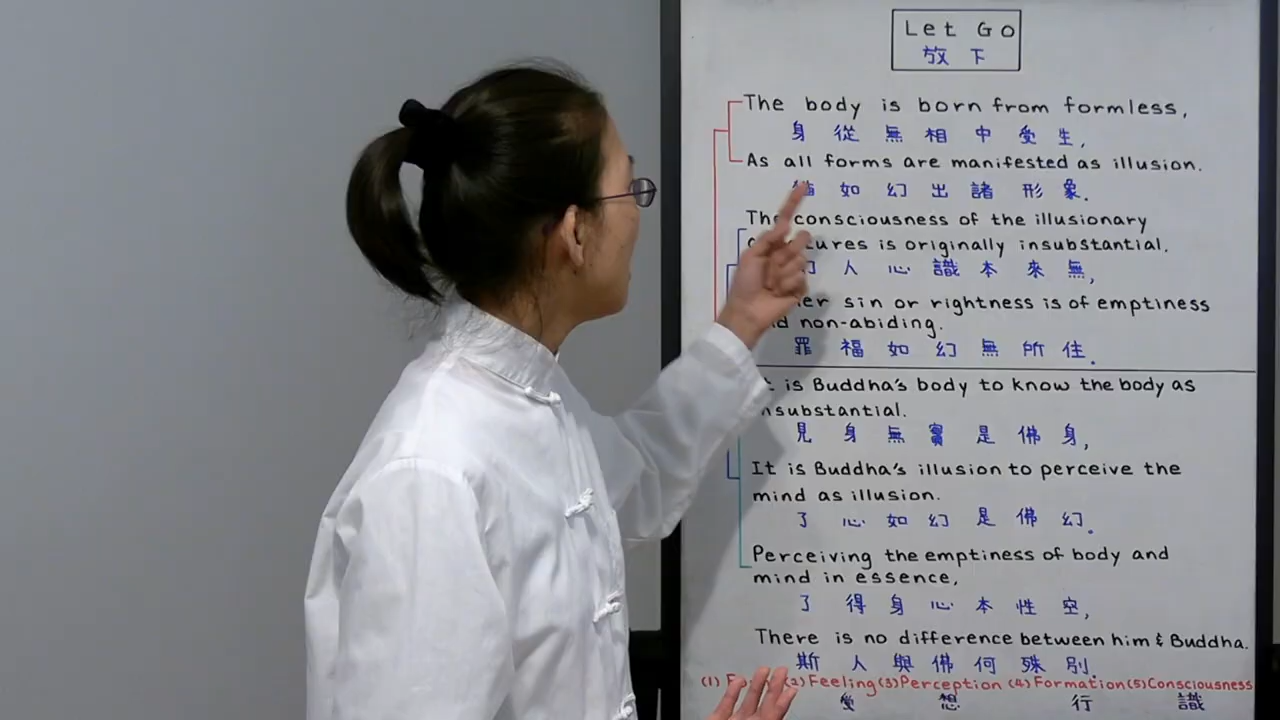 Let Go
放下
The body is born from formless,
身從無相中受生,
As all forms are manifested as illusion.
如幻出諸形象.
The consciousness of the illusionary
is originally insubstantial.
人心識本來無,
sin or rightness is of emptiness
non-abiding.
罪福如幻無所住.
is Buddha's body to know the body as
見身無實是佛身,
It is Buddha's illusion to perceive the
mind as illusion.
了心如幻是佛幻.
Perceiving the emptiness of body and
mind in essence,
了得身心本性空,
There is no difference between him & Buddha.
斯人與佛何殊別.
(1) (2) Feeling (3) Perception (4) Formation (5) Consciousness
受 想 行 識